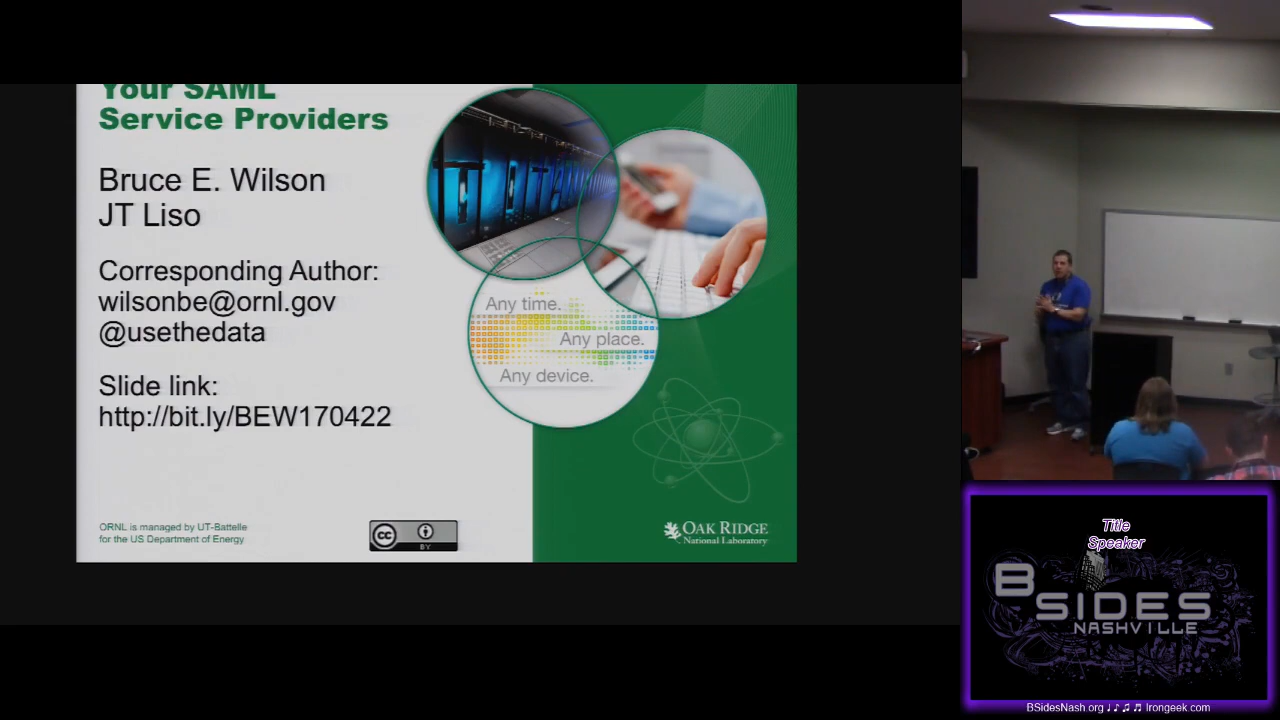 Your SAML
Service Providers
Bruce E. Wilson
JT Liso
Corresponding Author:
wilsonbe@ornl.gov
@usethedata
Slide link:
http://bit.ly/BEW170422
Any time.
Any place.
Any device.
ORNL is managed by UT-Battelle
for the US Department of Energy
cc
BY
OAK RIDGE
National Laboratory
Title
Speaker
BSIDES
NASHVILLE
BSidesNash.org ♩♪♫♬ Irongeek.com